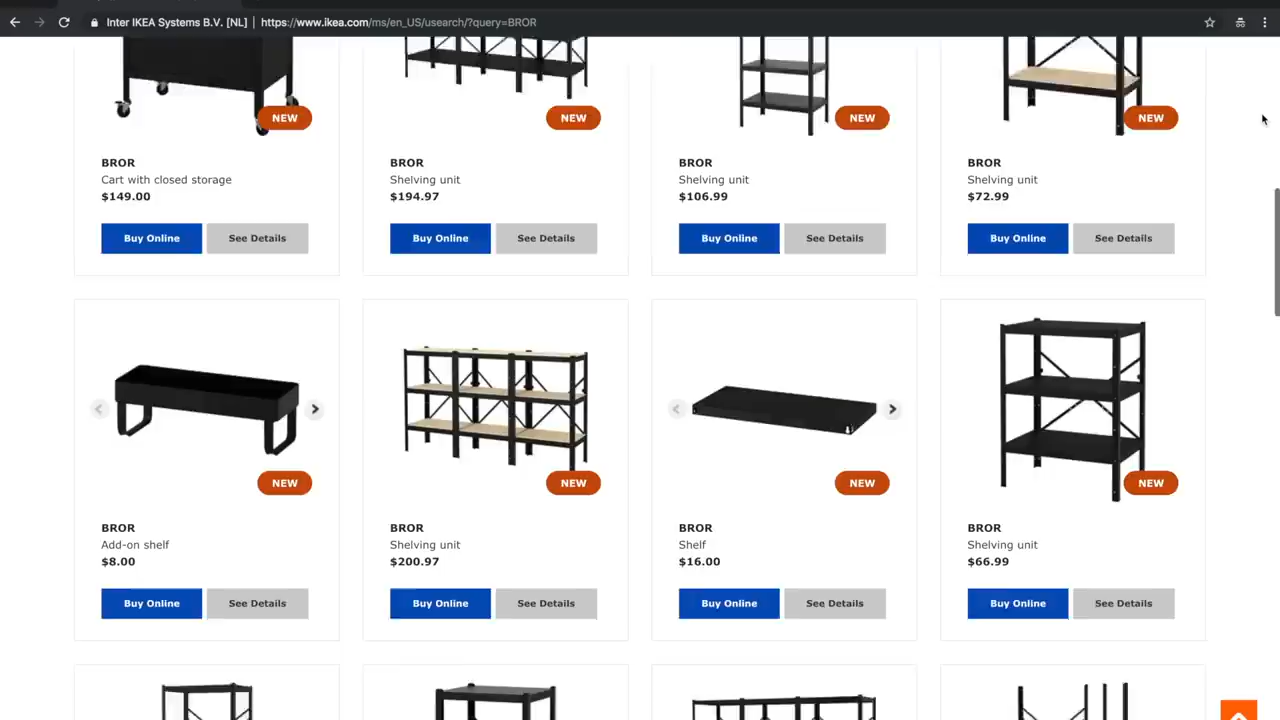 Inter IKEA Systems B.V. [NL] | https://www.ikea.com/ms/en_US/usearch/?query=BROR
NEW NEW NEW NEW
BROR BROR BROR BROR
Cart with closed storage Shelving unit Shelving unit Shelving unit
$149.00 $194.97 $106.99 $72.99
Buy Online See Details Buy Online See Details Buy Online See Details Buy Online See Details
NEW NEW NEW NEW
BROR BROR BROR BROR
Add-on shelf Shelving unit Shelf Shelving unit
$8.00 $200.97 $16.00 $66.99
Buy Online See Details Buy Online See Details Buy Online See Details Buy Online See Details